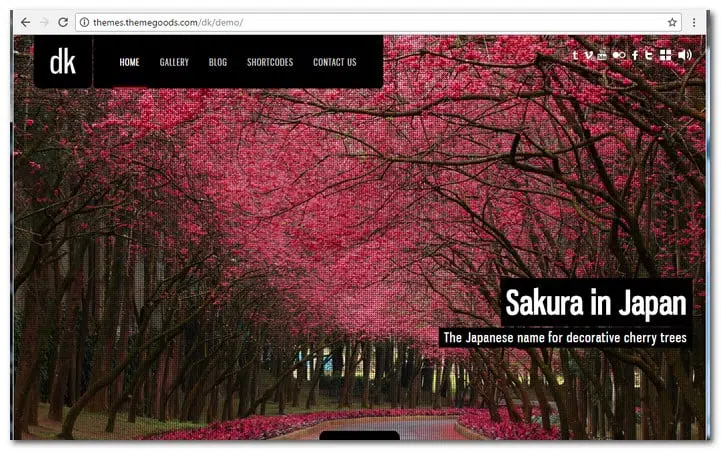 themes.themegoods.com/dk/demo/
dk
HOME GALLERY BLOG SHORTCODES CONTACT US
Sakura in Japan
The Japanese name for decorative cherry trees